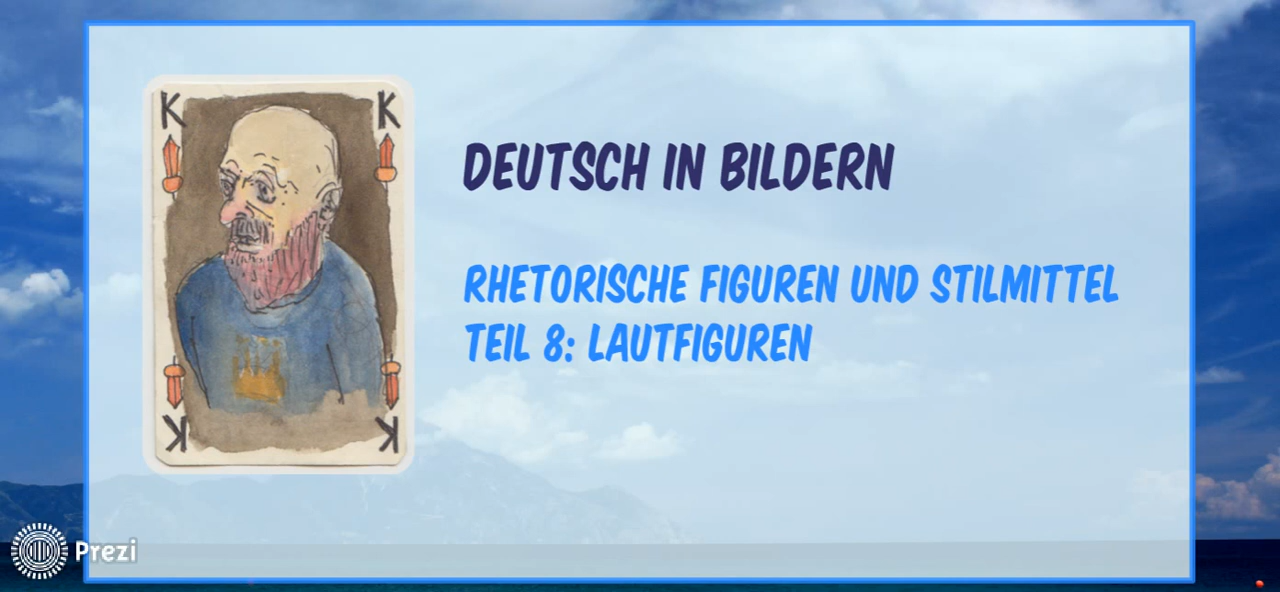 K K
DEUTSCH IN BILDERN
RHETORISCHE FIGUREN UND STILMITTEL
TEIL 8: LAUTFIGUREN
K K
Prezi